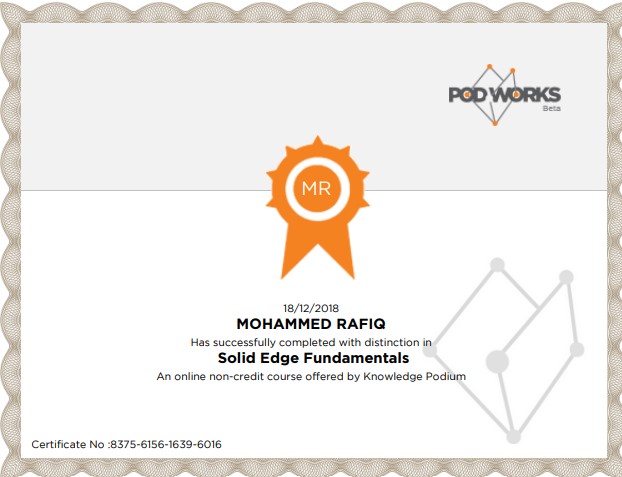 POD WORKS
Beta
MR
18/12/2018
MOHAMMED RAFIQ
Has successfully completed with distinction in
Solid Edge Fundamentals
An online non-credit course offered by Knowledge Podium
Certificate No :8375-6156-1639-6016